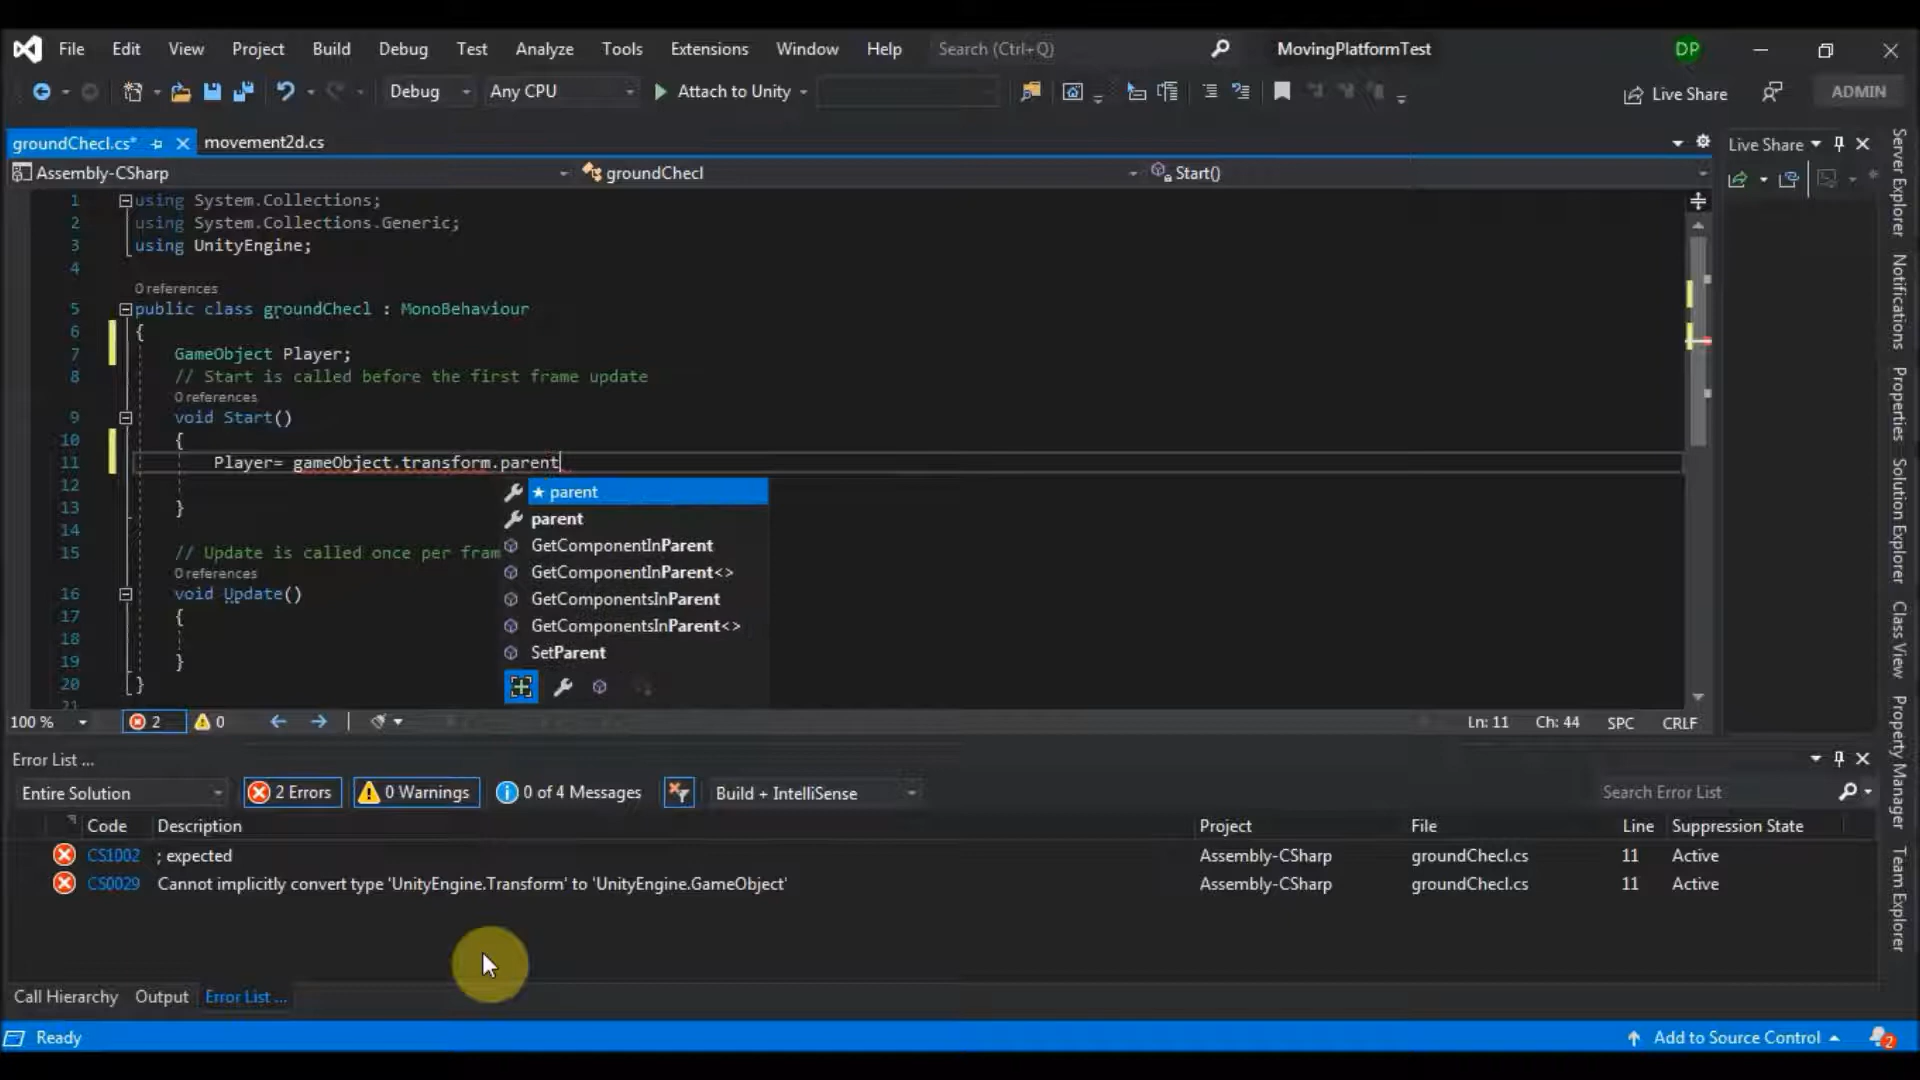 File Edit View Project Build Debug Test Analyze Tools Extensions Window Help Search (Ctrl+Q) MovingPlatformTest DP
Debug Any CPU Attach to Unity Live Share ADMIN
groundChecl.cs* movement2d.cs Live Share
Assembly-CSharp groundChecl Start()
1 using System.Collections;
2 using System.Collections.Generic;
3 using UnityEngine;
4
0 references
5 public class groundChecl : MonoBehaviour
6 {
7 GameObject Player;
8 // Start is called before the first frame update
0 references
9 void Start()
10 {
11 Player= gameObject.transform.parent
12
13 }
14
15 // Update is called once per fram
0 references
16 void Update()
17 {
18
19 }
20 }
21
★ parent
parent
GetComponentInParent
GetComponentInParent<>
GetComponentsInParent
GetComponentsInParent<>
SetParent
100 % 2 0 Ln: 11 Ch: 44 SPC CRLF
Error List ...
Entire Solution 2 Errors 0 Warnings 0 of 4 Messages Build + IntelliSense Search Error List
Code Description Project File Line Suppression State
CS1002 ; expected Assembly-CSharp groundChecl.cs 11 Active
CS0029 Cannot implicitly convert type 'UnityEngine.Transform' to 'UnityEngine.GameObject' Assembly-CSharp groundChecl.cs 11 Active
Call Hierarchy Output Error List ...
Ready Add to Source Control 2
Server Explorer
Notifications
Properties
Solution Explorer
Class View
Property Manager
Team Explorer